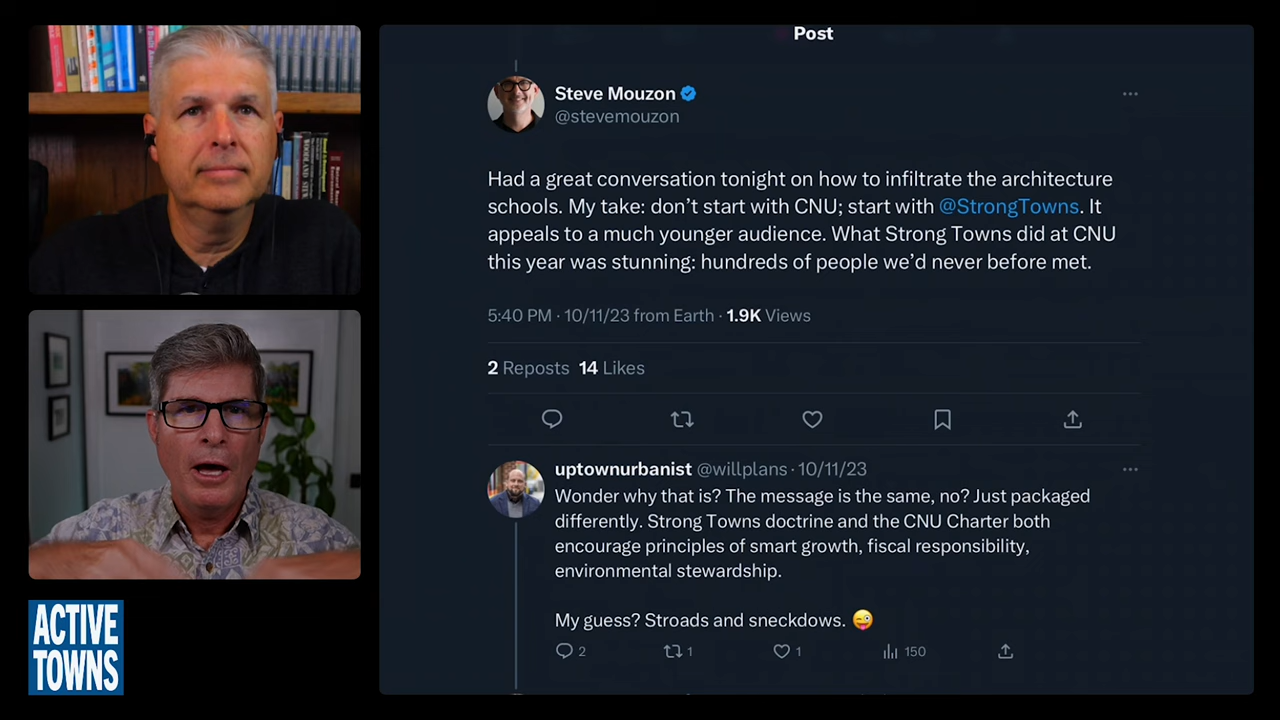 Post
Steve Mouzon
@stevemouzon
Had a great conversation tonight on how to infiltrate the architecture
schools. My take: don’t start with CNU; start with @StrongTowns. It
appeals to a much younger audience. What Strong Towns did at CNU
this year was stunning: hundreds of people we’d never before met.
5:40 PM · 10/11/23 from Earth · 1.9K Views
2 Reposts 14 Likes
uptownurbanist @willplans · 10/11/23
Wonder why that is? The message is the same, no? Just packaged
differently. Strong Towns doctrine and the CNU Charter both
encourage principles of smart growth, fiscal responsibility,
environmental stewardship.
My guess? Stroads and sneckdowns. 😜
2 1 1 150
ACTIVE
TOWNS